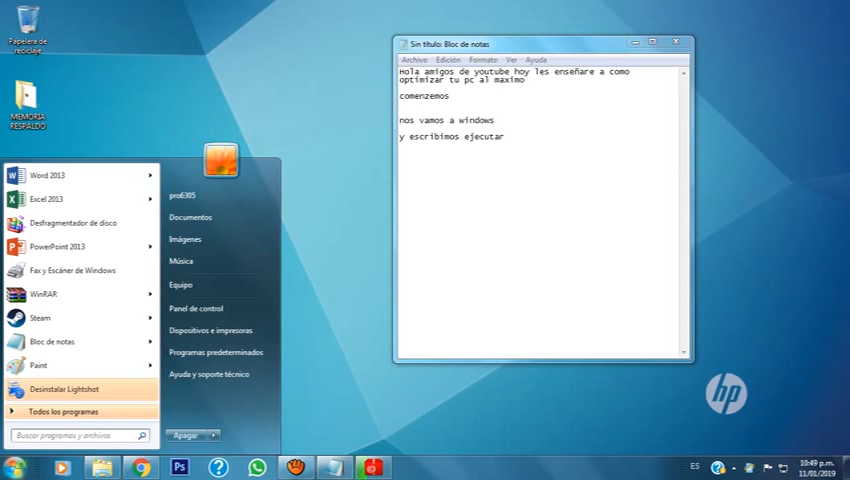 Papelera de
reciclaje
MEMORIA
RESPALDO
Sin título: Bloc de notas
Archivo Edición Formato Ver Ayuda
Hola amigos de youtube hoy les enseñare a como
optimizar tu pc al maximo
comenzemos
nos vamos a windows
y escribimos ejecutar
Word 2013
Excel 2013
Desfragmentador de disco
PowerPoint 2013
Fax y Escáner de Windows
WinRAR
Steam
Bloc de notas
Paint
Desinstalar Lightshot
Todos los programas
Buscar programas y archivos
pro6305
Documentos
Imágenes
Música
Equipo
Panel de control
Dispositivos e impresoras
Programas predeterminados
Ayuda y soporte técnico
Apagar
hp
Ps
ES
10:49 p.m.
11/01/2019